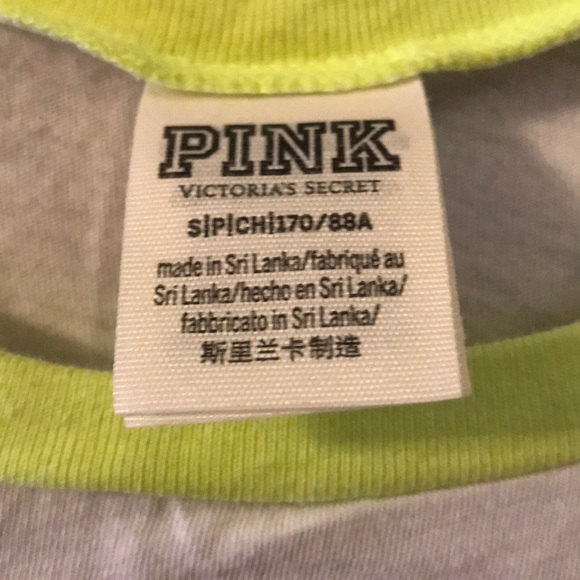 PINK
VICTORIA'S SECRET
S|P|CH|170/88A
made in Sri Lanka/fabriqué au
Sri Lanka/hecho en Sri Lanka/
fabbricato in Sri Lanka/
斯里兰卡制造